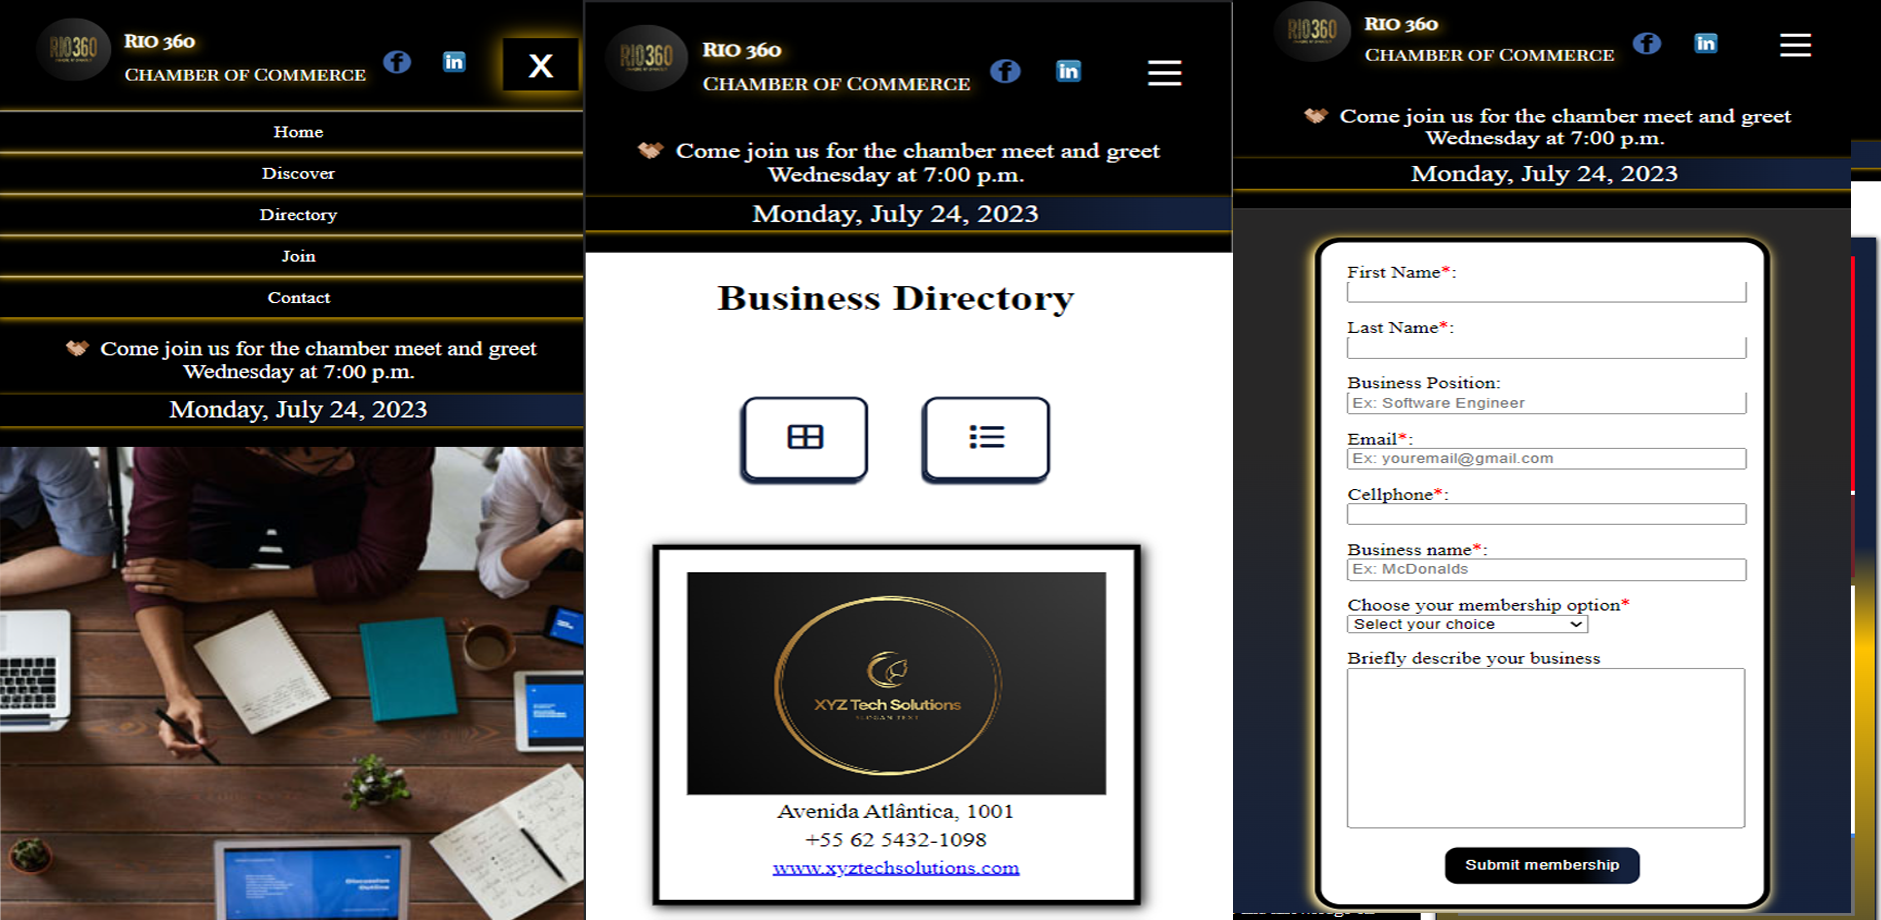 RIO360
RIO 360
CHAMBER OF COMMERCE
X
Home
Discover
Directory
Join
Contact
Come join us for the chamber meet and greet
Wednesday at 7:00 p.m.
Monday, July 24, 2023
Discussion
Outline
RIO360
RIO 360
CHAMBER OF COMMERCE
Come join us for the chamber meet and greet
Wednesday at 7:00 p.m.
Monday, July 24, 2023
Business Directory
XYZ Tech Solutions
SLOGAN TEXT
Avenida Atlântica, 1001
+55 62 5432-1098
www.xyztechsolutions.com
RIO360
RIO 360
CHAMBER OF COMMERCE
Come join us for the chamber meet and greet
Wednesday at 7:00 p.m.
Monday, July 24, 2023
First Name*:
Last Name*:
Business Position:
Ex: Software Engineer
Email*:
Ex: youremail@gmail.com
Cellphone*:
Business name*:
Ex: McDonalds
Choose your membership option*
Select your choice
Briefly describe your business
Submit membership